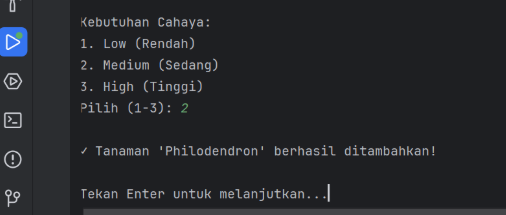 Kebutuhan Cahaya:
1. Low (Rendah)
2. Medium (Sedang)
3. High (Tinggi)
Pilih (1-3): 2
✓ Tanaman 'Philodendron' berhasil ditambahkan!
Tekan Enter untuk melanjutkan...